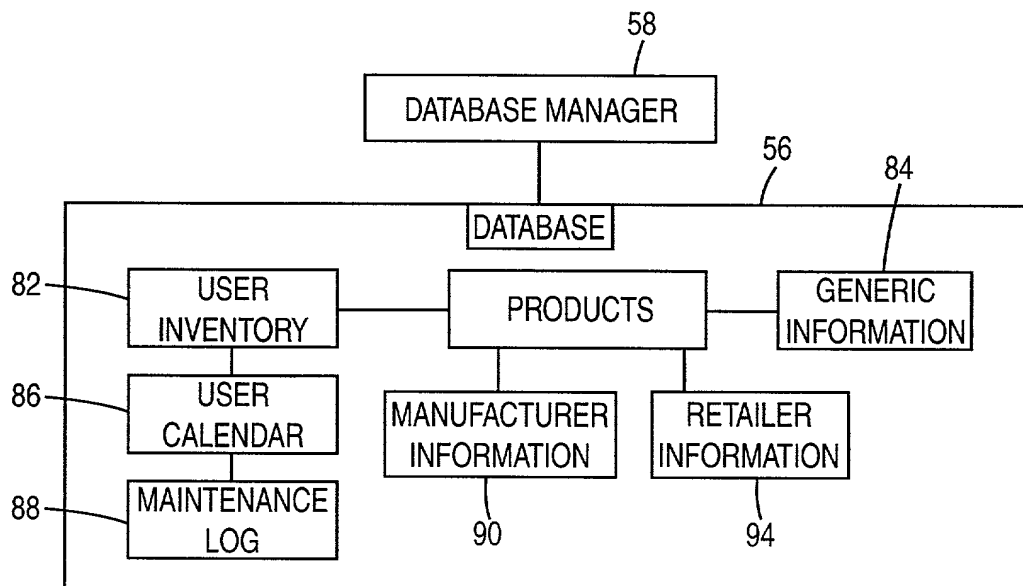 58
DATABASE MANAGER
56
84
DATABASE
82
USER
INVENTORY
PRODUCTS
GENERIC
INFORMATION
86
USER
CALENDAR
MANUFACTURER
INFORMATION
RETAILER
INFORMATION
88
MAINTENANCE
LOG
90
94